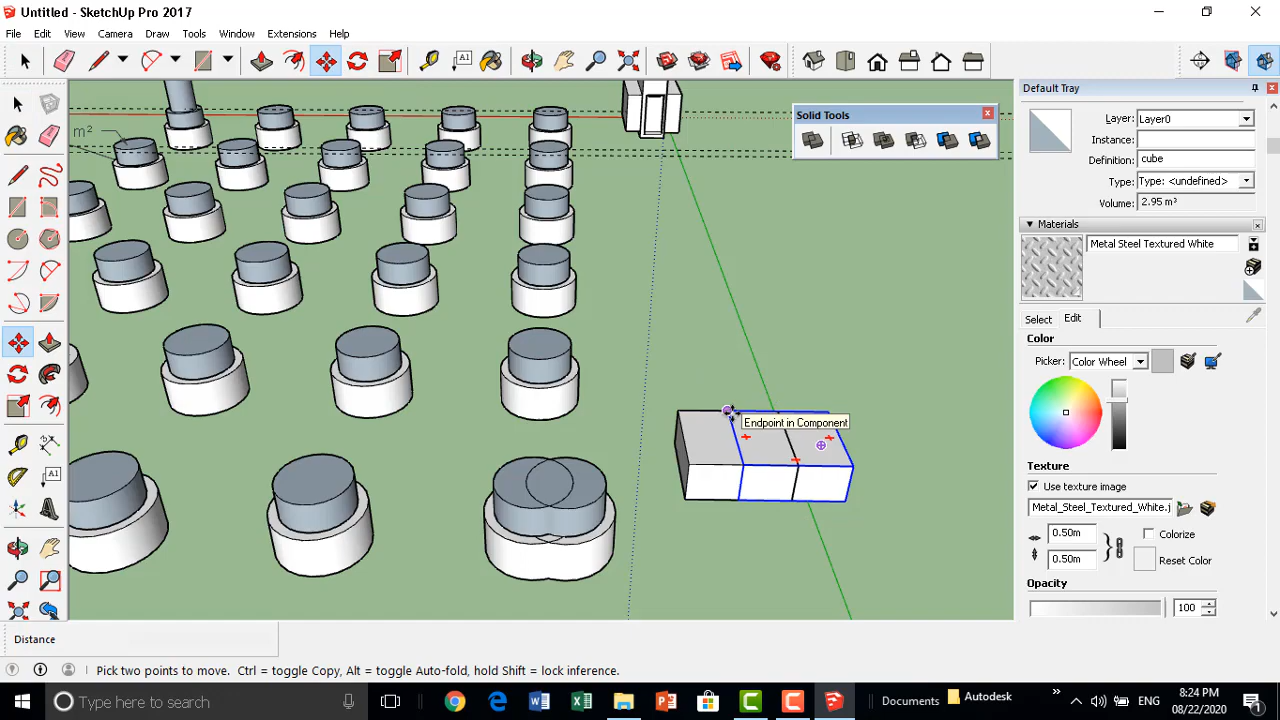 Untitled - SketchUp Pro 2017
File Edit View Camera Draw Tools Window Extensions Help
A1
Default Tray
Solid Tools
Layer: Layer0
Instance:
Definition: cube
Type: Type: <undefined>
Volume: 2.95 m³
m²
Materials
Metal Steel Textured White
Select Edit
Color
Picker: Color Wheel
Endpoint in Component
Texture
Use texture image
Metal_Steel_Textured_White.j
A1
0.50m Colorize
0.50m Reset Color
Opacity
100
Distance
Pick two points to move. Ctrl = toggle Copy, Alt = toggle Auto-fold, hold Shift = lock inference.
Type here to search
Documents Autodesk
ENG
8:24 PM
08/22/2020